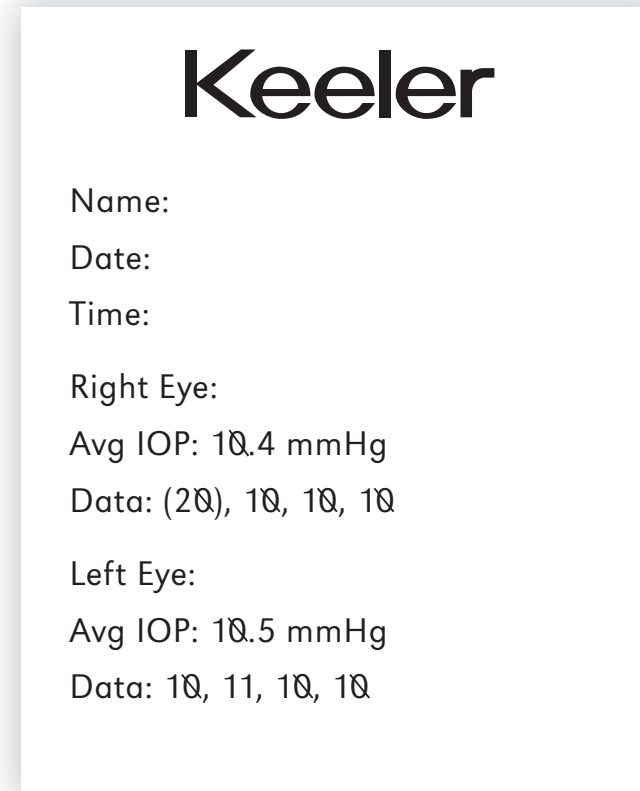 Keeler
Name:
Date:
Time:
Right Eye:
Avg IOP: 10.4 mmHg
Data: (20), 10, 10, 10
Left Eye:
Avg IOP: 10.5 mmHg
Data: 10, 11, 10, 10